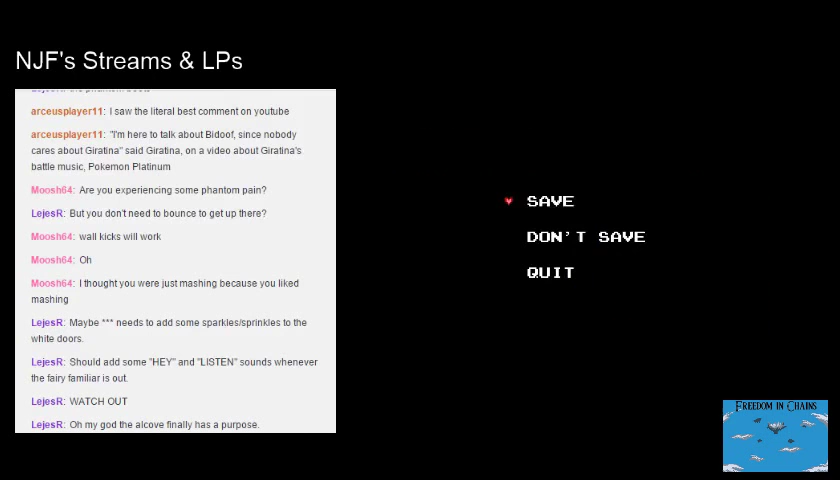 NJF's Streams & LPs
arceusplayer11: I saw the literal best comment on youtube
arceusplayer11: "I'm here to talk about Bidoof, since nobody
cares about Giratina" said Giratina, on a video about Giratina's
battle music, Pokemon Platinum
Moosh64: Are you experiencing some phantom pain?
LejesR: But you don't need to bounce to get up there?
Moosh64: wall kicks will work
Moosh64: Oh
Moosh64: I thought you were just mashing because you liked
mashing
LejesR: Maybe *** needs to add some sparkles/sprinkles to the
white doors.
LejesR: Should add some "HEY" and "LISTEN" sounds whenever
the fairy familiar is out.
LejesR: WATCH OUT
LejesR: Oh my god the alcove finally has a purpose.
SAVE
DON'T SAVE
QUIT
FREEDOM IN CHAINS